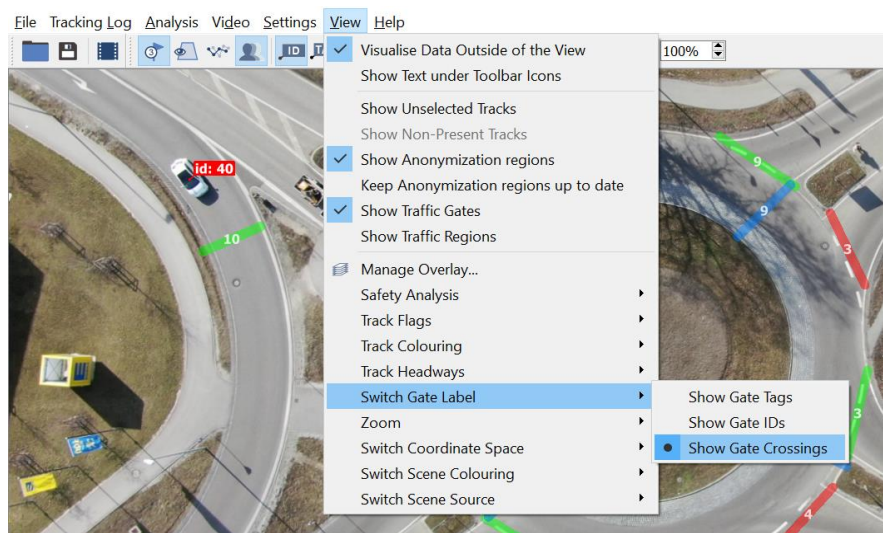 File Tracking Log Analysis Video Settings View Help
3 ID 100%
Visualise Data Outside of the View
Show Text under Toolbar Icons
Show Unselected Tracks
Show Non-Present Tracks
Show Anonymization regions
Keep Anonymization regions up to date
Show Traffic Gates
Show Traffic Regions
Manage Overlay...
Safety Analysis
Track Flags
Track Colouring
Track Headways
Switch Gate Label
Zoom
Switch Coordinate Space
Switch Scene Colouring
Switch Scene Source
Show Gate Tags
Show Gate IDs
Show Gate Crossings
id: 40
10
9
9
3
3
4